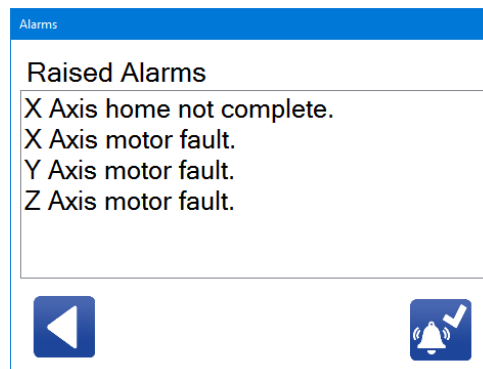 Alarms
Raised Alarms
X Axis home not complete.
X Axis motor fault.
Y Axis motor fault.
Z Axis motor fault.